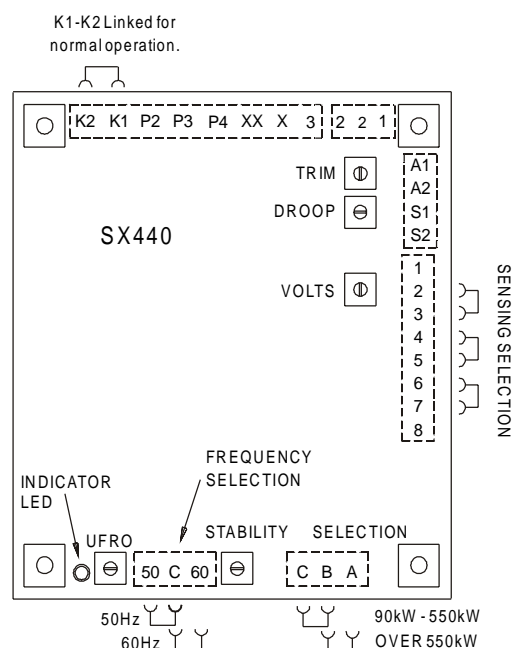 K1-K2 Linked for
normal operation.
K2 K1 P2 P3 P4 XX X 3 2 2 1
TRIM
DROOP
SX440
VOLTS
A1
A2
S1
S2
1
2
3
4
5
6
7
8
SENSING SELECTION
FREQUENCY
SELECTION
INDICATOR
LED
UFRO
STABILITY SELECTION
50 C 60
C B A
50Hz
60Hz
90kW - 550kW
OVER 550kW